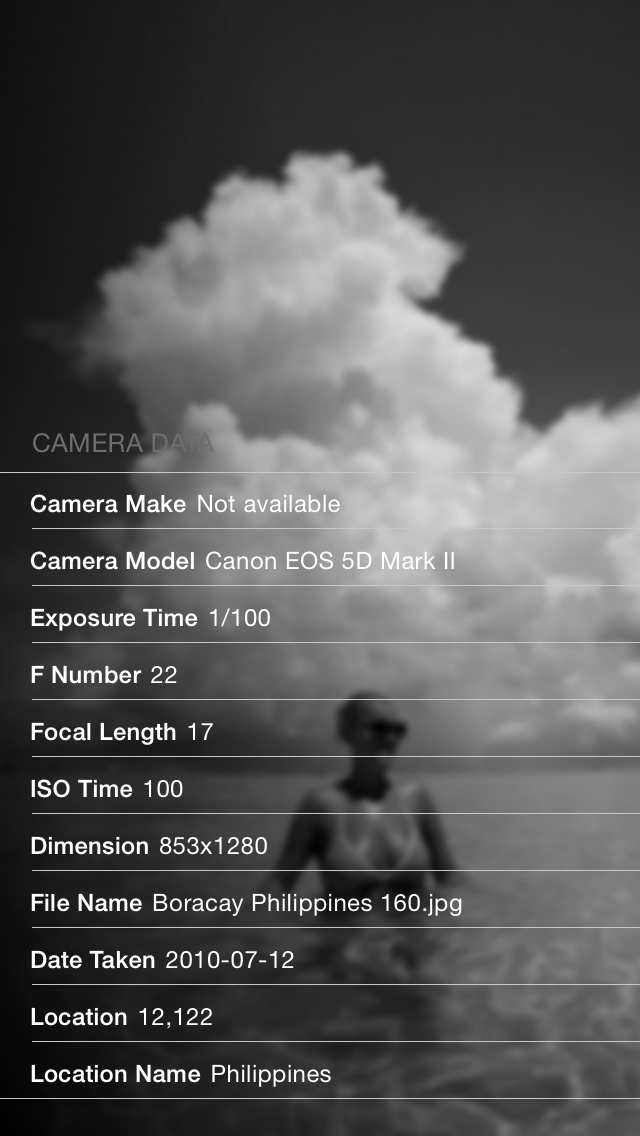 CAMERA DATA
Camera Make Not available
Camera Model Canon EOS 5D Mark II
Exposure Time 1/100
F Number 22
Focal Length 17
ISO Time 100
Dimension 853x1280
File Name Boracay Philippines 160.jpg
Date Taken 2010-07-12
Location 12,122
Location Name Philippines